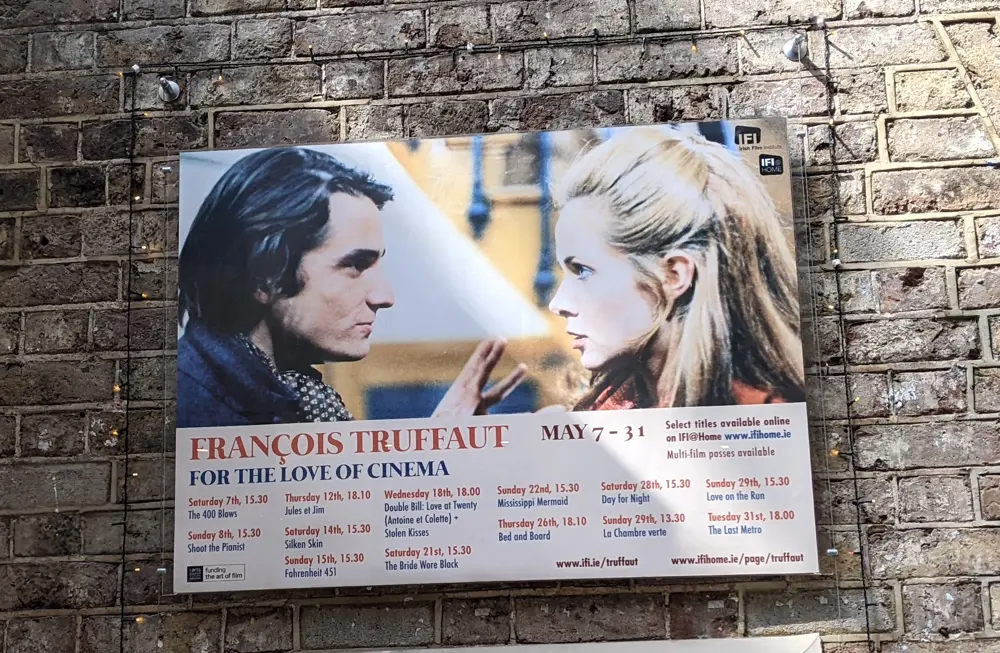 IFI
Irish Film Institute
IFI
@HOME
FRANÇOIS TRUFFAUT
FOR THE LOVE OF CINEMA
MAY 7 - 31
Select titles available online
on IFI@Home www.ifihome.ie
Multi-film passes available
Saturday 7th, 15.30
The 400 Blows
Sunday 8th, 15.30
Shoot the Pianist
Thursday 12th, 18.10
Jules et Jim
Saturday 14th, 15.30
Silken Skin
Sunday 15th, 15.30
Fahrenheit 451
Wednesday 18th, 18.00
Double Bill: Love at Twenty
(Antoine et Colette) +
Stolen Kisses
Saturday 21st, 15.30
The Bride Wore Black
Sunday 22nd, 15.30
Mississippi Mermaid
Thursday 26th, 18.10
Bed and Board
Saturday 28th, 15.30
Day for Night
Sunday 29th, 13.30
La Chambre verte
Sunday 29th, 15.30
Love on the Run
Tuesday 31st, 18.00
The Last Metro
funding
the art of film
www.ifi.ie/truffaut
www.ifihome.ie/page/truffaut